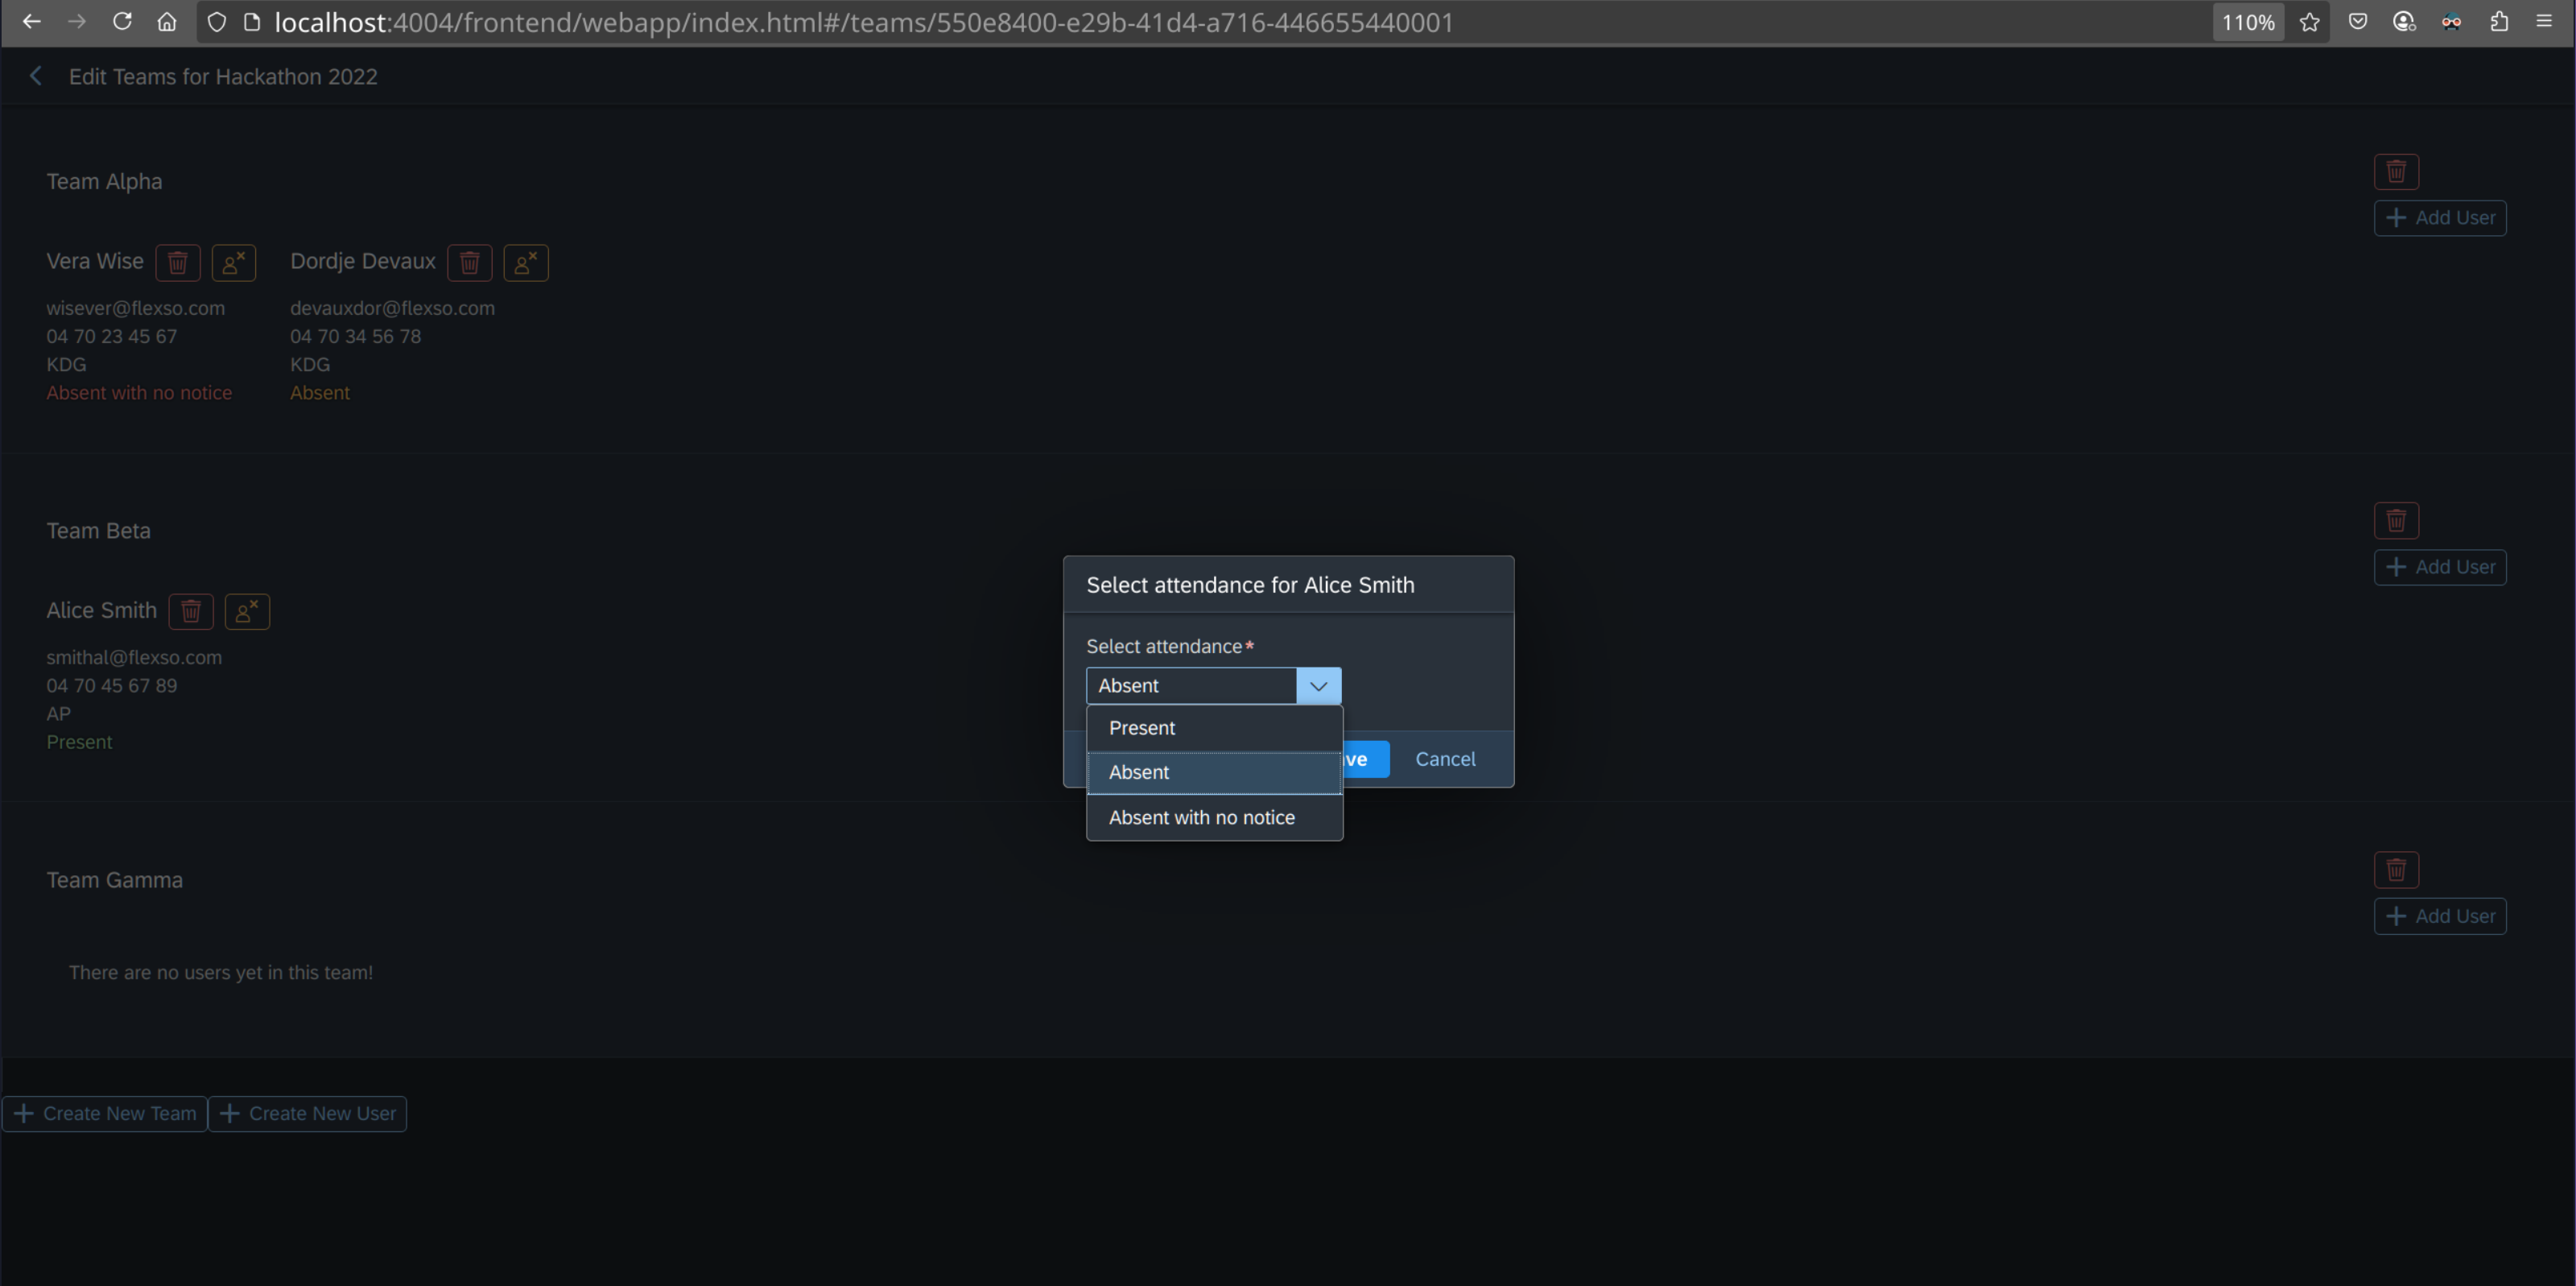 localhost:4004/frontend/webapp/index.html#/teams/550e8400-e29b-41d4-a716-446655440001
110%
Edit Teams for Hackathon 2022
Team Alpha
Add User
Vera Wise
wisever@flexso.com
04 70 23 45 67
KDG
Absent with no notice
Dordje Devaux
devauxdor@flexso.com
04 70 34 56 78
KDG
Absent
Team Beta
Add User
Alice Smith
smithal@flexso.com
04 70 45 67 89
AP
Present
Select attendance for Alice Smith
Select attendance*
Absent
Present
Absent
Absent with no notice
ve
Cancel
Team Gamma
Add User
There are no users yet in this team!
Create New Team
Create New User